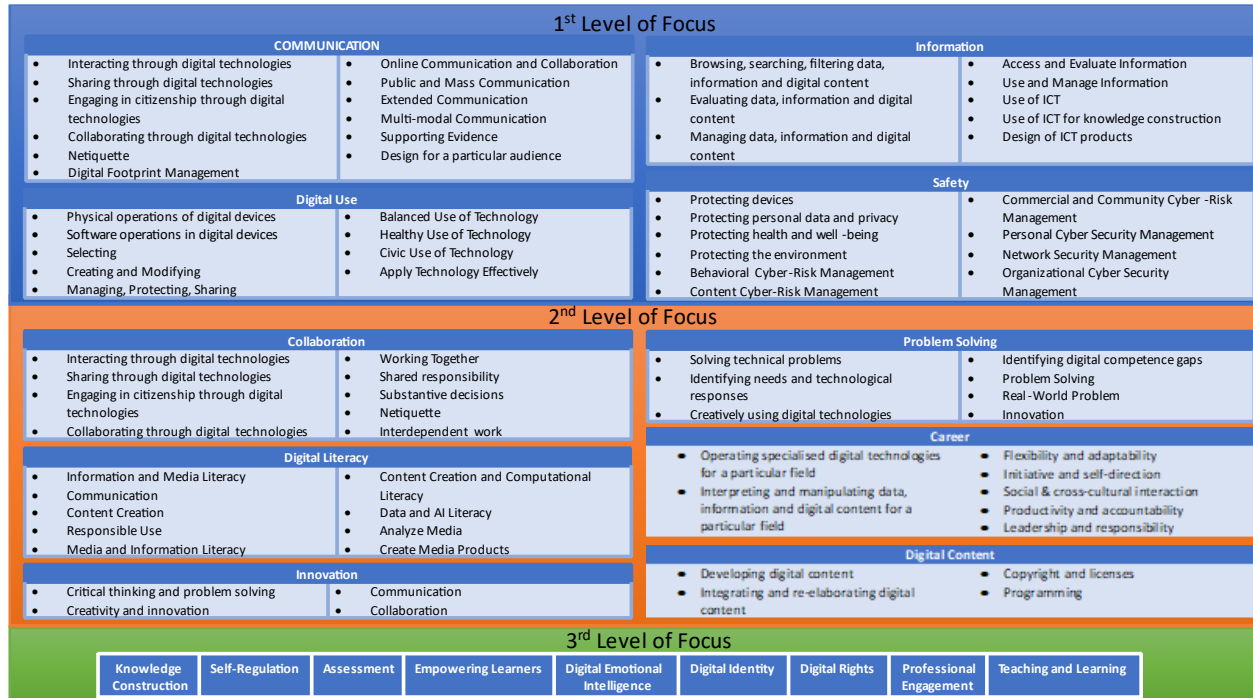 1st Level of Focus
COMMUNICATION
Interacting through digital technologies
Sharing through digital technologies
Engaging in citizenship through digital
technologies
Collaborating through digital technologies
Netiquette
Digital Footprint Management
Online Communication and Collaboration
Public and Mass Communication
Extended Communication
Multi-modal Communication
Supporting Evidence
Design for a particular audience
Information
Browsing, searching, filtering data,
information and digital content
Evaluating data, information and digital
content
Managing data, information and digital
content
Access and Evaluate Information
Use and Manage Information
Use of ICT
Use of ICT for knowledge construction
Design of ICT products
Digital Use
Physical operations of digital devices
Software operations in digital devices
Selecting
Creating and Modifying
Managing, Protecting, Sharing
Balanced Use of Technology
Healthy Use of Technology
Civic Use of Technology
Apply Technology Effectively
Safety
Protecting devices
Protecting personal data and privacy
Protecting health and well -being
Protecting the environment
Behavioral Cyber-Risk Management
Content Cyber-Risk Management
Commercial and Community Cyber -Risk
Management
Personal Cyber Security Management
Network Security Management
Organizational Cyber Security
Management
2nd Level of Focus
Collaboration
Interacting through digital technologies
Sharing through digital technologies
Engaging in citizenship through digital
technologies
Collaborating through digital technologies
Working Together
Shared responsibility
Substantive decisions
Netiquette
Interdependent work
Problem Solving
Solving technical problems
Identifying needs and technological
responses
Creatively using digital technologies
Identifying digital competence gaps
Problem Solving
Real -World Problem
Innovation
Career
Operating specialised digital technologies
for a particular field
Interpreting and manipulating data,
information and digital content for a
particular field
Flexibility and adaptability
Initiative and self-direction
Social & cross-cultural interaction
Productivity and accountability
Leadership and responsibility
Digital Literacy
Information and Media Literacy
Communication
Content Creation
Responsible Use
Media and Information Literacy
Content Creation and Computational
Literacy
Data and AI Literacy
Analyze Media
Create Media Products
Digital Content
Developing digital content
Integrating and re-elaborating digital
content
Copyright and licenses
Programming
Innovation
Critical thinking and problem solving
Creativity and innovation
Communication
Collaboration
3rd Level of Focus
Knowledge
Construction
Self-Regulation
Assessment
Empowering Learners
Digital Emotional
Intelligence
Digital Identity
Digital Rights
Professional
Engagement
Teaching and Learning